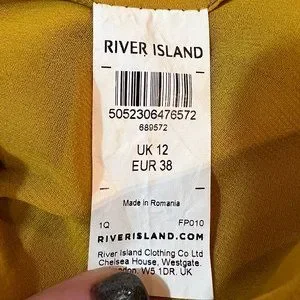 RIVER ISLAND
5052306476572
689572
UK 12
EUR 38
Made in Romania
1Q FP010
RIVERISLAND.COM
River Island Clothing Co Ltd
Chelsea House, Westgate.
W5 1DR. UK